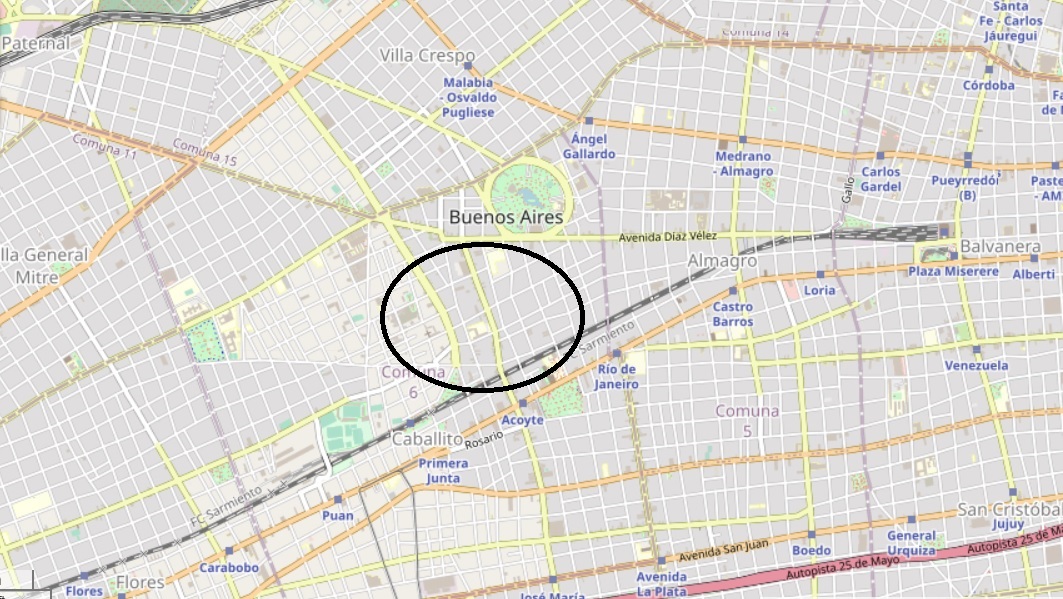 Santa
Fe - Carlos
Jáuregui
Comuna 14
Paternal
Villa Crespo
Malabia
- Osvaldo
Pugliese
Córdoba
Ángel
Gallardo
Comuna 11
Comuna 15
Medrano
- Almagro
Carlos
Gardel
Pueyrredón
(B)
Gallo
Buenos Aires
Avenida Díaz Vélez
lla General
Mitre
Almagro
Balvanera
Plaza Miserere
Alberti
Loria
Castro
Barros
Sarmiento
Río de
Janeiro
Venezuela
Comuna
6
Comuna
5
Acoyte
Caballito
Rosario
Primera
Junta
FC Sarmiento
Puan
San Cristóbal
Jujuy
General
Urquiza
Boedo
Avenida San Juan
Autopista 25 de Mayo
Autopista 25 de Ma
Carabobo
Flores
Flores
Avenida
La Plata
José María